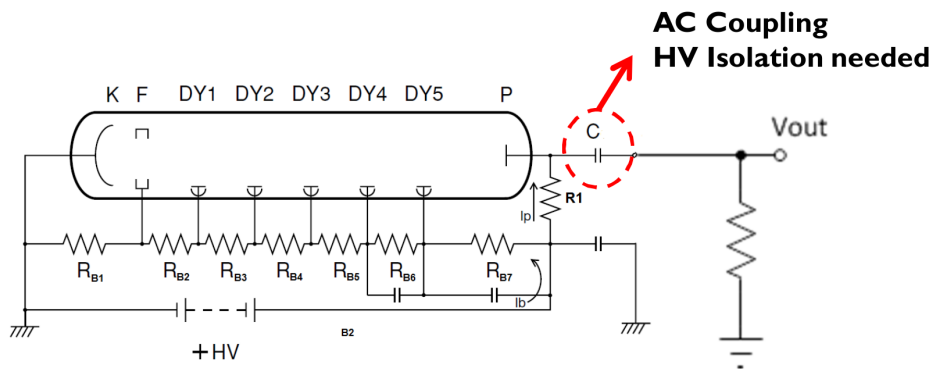 AC Coupling
HV Isolation needed
K F DY1 DY2 DY3 DY4 DY5 P
C
Vout
R1
Ip
RB1 RB2 RB3 RB4 RB5 RB6 RB7
Ib
B2
+HV